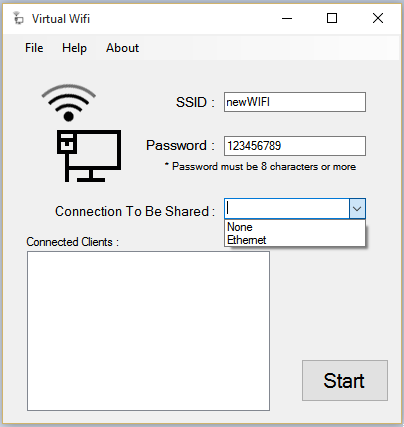 Virtual Wifi
File Help About
SSID : newWIFI
Password : 123456789
* Password must be 8 characters or more
Connection To Be Shared :
None
Ethernet
Connected Clients :
Start